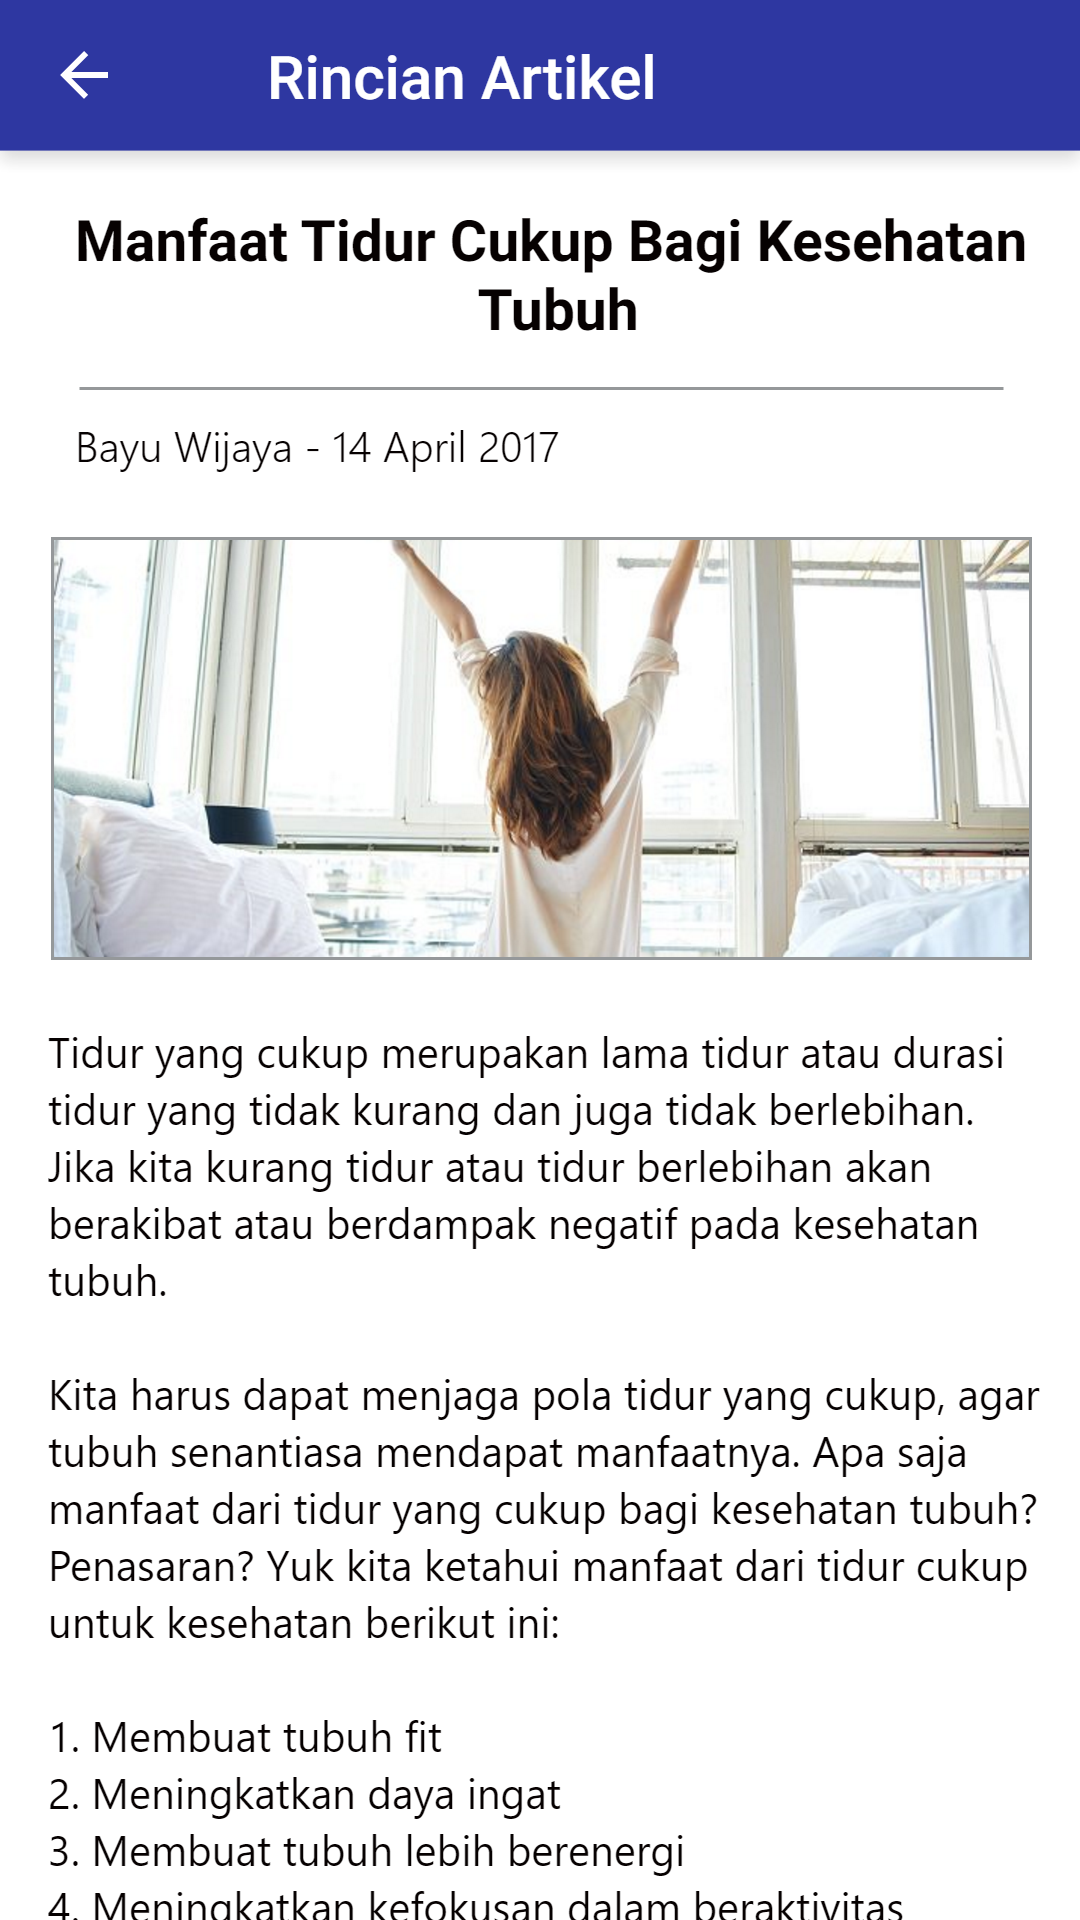 Rincian Artikel
Manfaat Tidur Cukup Bagi Kesehatan
Tubuh
Bayu Wijaya - 14 April 2017
Tidur yang cukup merupakan lama tidur atau durasi
tidur yang tidak kurang dan juga tidak berlebihan.
Jika kita kurang tidur atau tidur berlebihan akan
berakibat atau berdampak negatif pada kesehatan
tubuh.
Kita harus dapat menjaga pola tidur yang cukup, agar
tubuh senantiasa mendapat manfaatnya. Apa saja
manfaat dari tidur yang cukup bagi kesehatan tubuh?
Penasaran? Yuk kita ketahui manfaat dari tidur cukup
untuk kesehatan berikut ini:
1. Membuat tubuh fit
2. Meningkatkan daya ingat
3. Membuat tubuh lebih berenergi
4. Meningkatkan kefokusan dalam beraktivitas